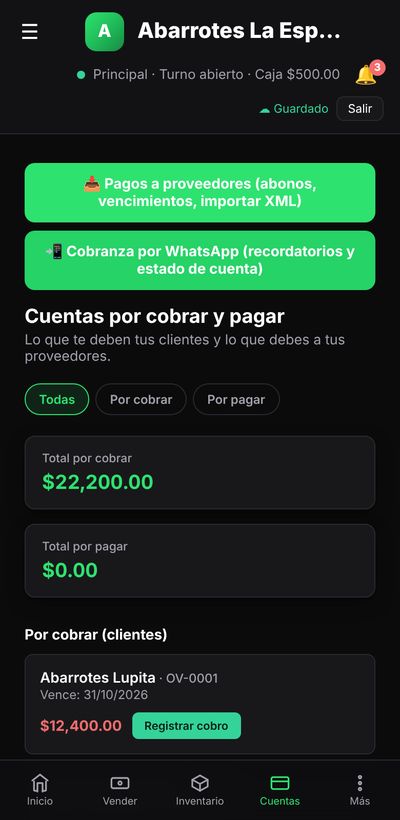 A
Abarrotes La Esp...
Principal · Turno abierto · Caja $500.00
3
Guardado
Salir
Pagos a proveedores (abonos,
vencimientos, importar XML)
Cobranza por WhatsApp (recordatorios y
estado de cuenta)
Cuentas por cobrar y pagar
Lo que te deben tus clientes y lo que debes a tus
proveedores.
Todas
Por cobrar
Por pagar
Total por cobrar
$22,200.00
Total por pagar
$0.00
Por cobrar (clientes)
Abarrotes Lupita · OV-0001
Vence: 31/10/2026
$12,400.00
Registrar cobro
Inicio
Vender
Inventario
Cuentas
Más